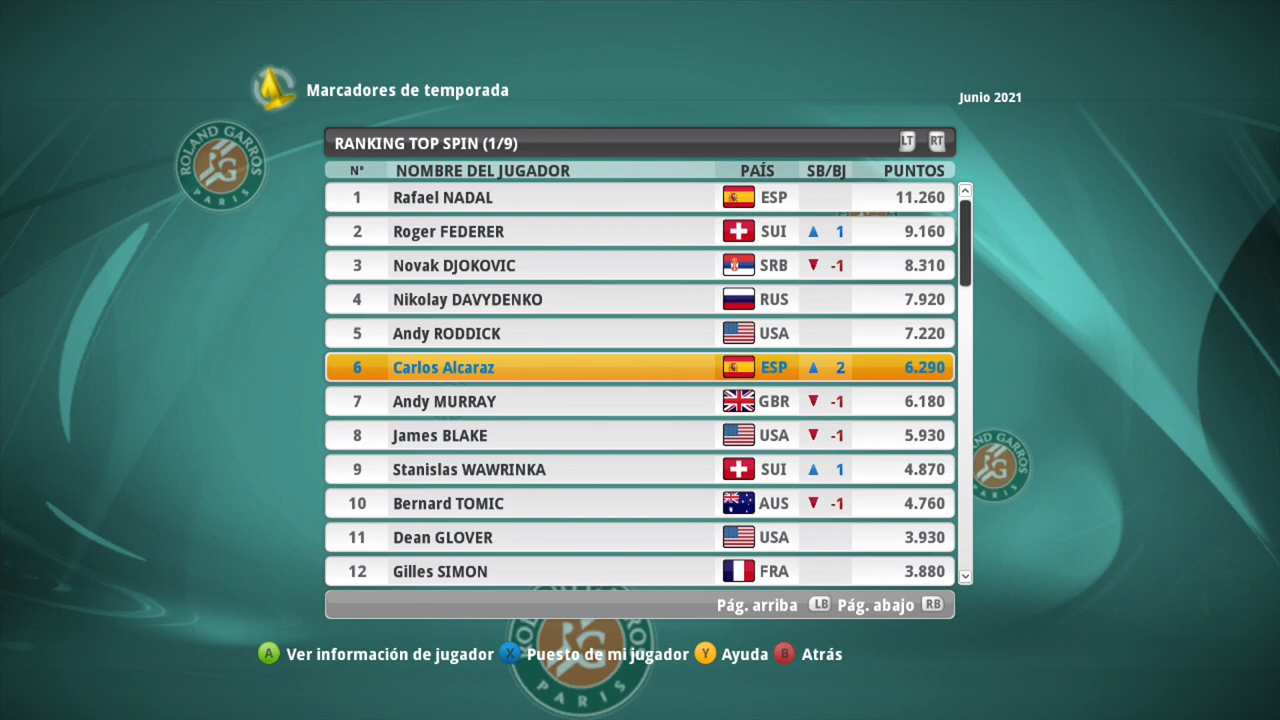 Marcadores de temporada
Junio 2021
ROLAND GARROS
PARIS
RANKING TOP SPIN (1/9) LT RT
N° NOMBRE DEL JUGADOR PAÍS SB/BJ PUNTOS
1 Rafael NADAL ESP 11.260
2 Roger FEDERER SUI 1 9.160
3 Novak DJOKOVIC SRB -1 8.310
4 Nikolay DAVYDENKO RUS 7.920
5 Andy RODDICK USA 7.220
6 Carlos Alcaraz ESP 2 6.290
7 Andy MURRAY GBR -1 6.180
8 James BLAKE USA -1 5.930
9 Stanislas WAWRINKA SUI 1 4.870
10 Bernard TOMIC AUS -1 4.760
11 Dean GLOVER USA 3.930
12 Gilles SIMON FRA 3.880
Pág. arriba LB Pág. abajo RB
A Ver información de jugador X Puesto de mi jugador Y Ayuda B Atrás
PARIS